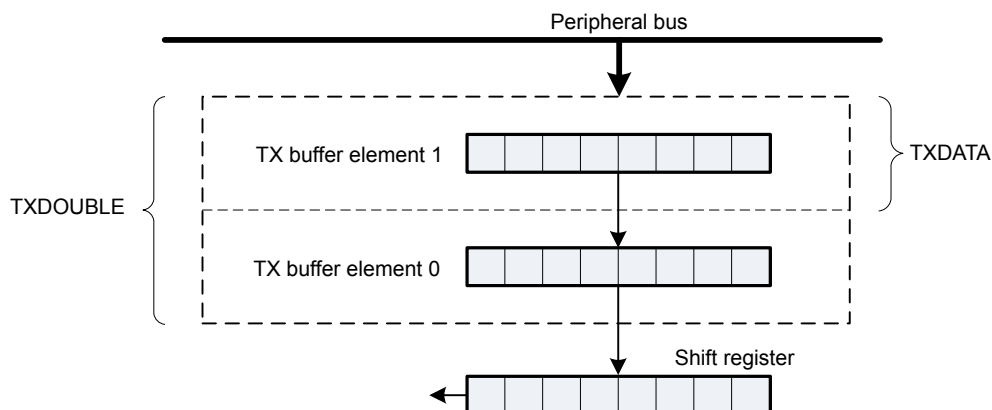 Peripheral bus
TX buffer element 1
TXDATA
TXDOUBLE
TX buffer element 0
Shift register